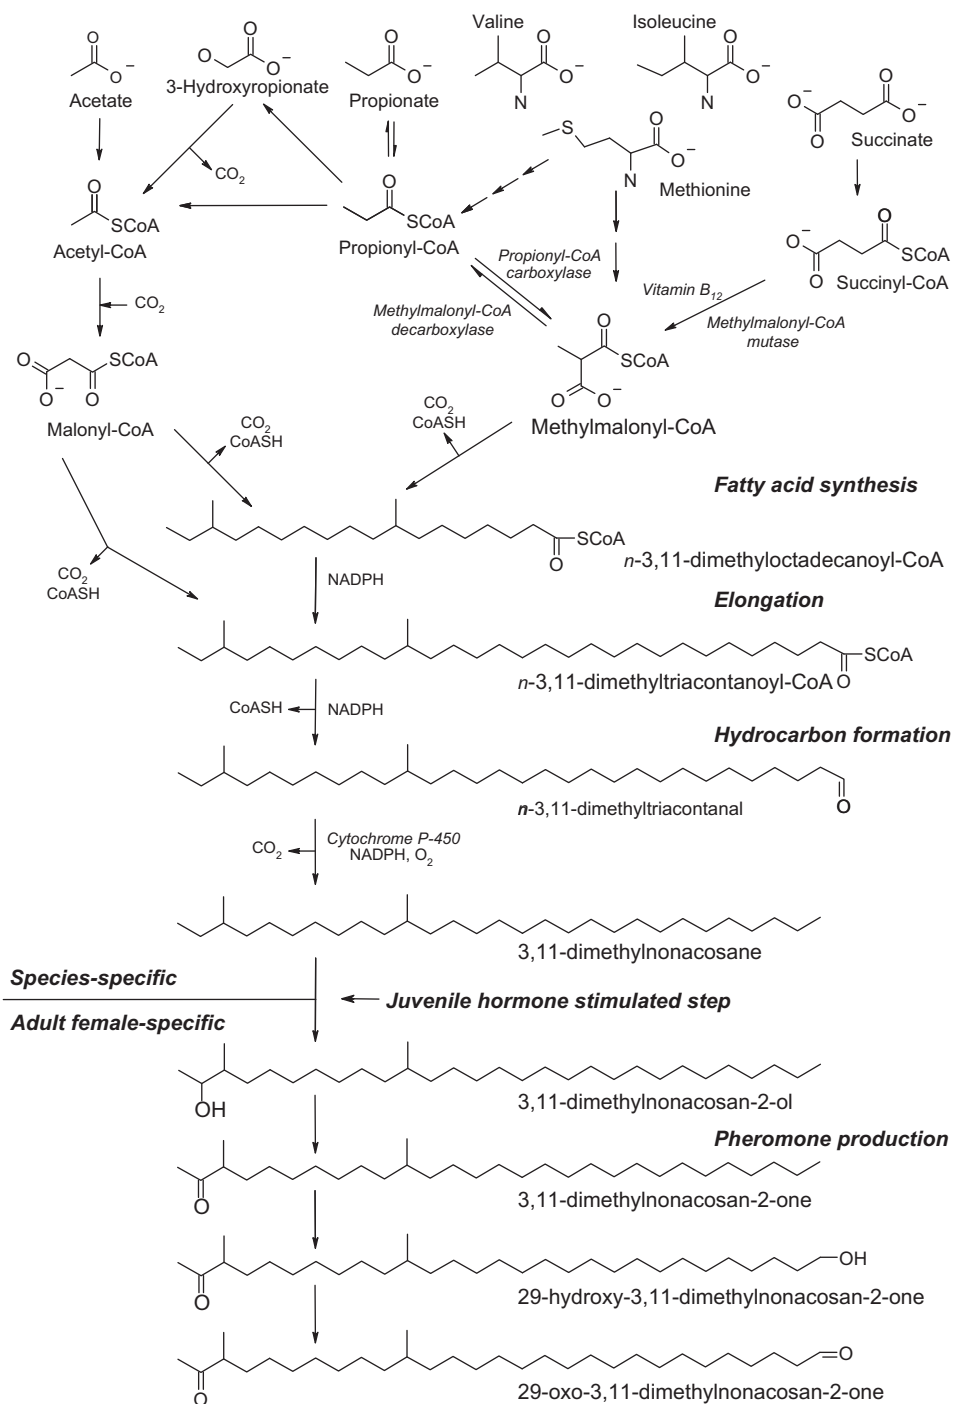 Valine
Isoleucine
O
O−
Acetate
O
O
O−
3-Hydroxyropionate
O
O−
Propionate
O
O−
N
O
O−
N
O−
O
O
O−
Succinate
S
O
O−
N
Methionine
CO2
O
SCoA
Acetyl-CoA
O
SCoA
Propionyl-CoA
O−
O
O
SCoA
Succinyl-CoA
Propionyl-CoA
carboxylase
Vitamin B12
Methylmalonyl-CoA
decarboxylase
Methylmalonyl-CoA
mutase
CO2
O
O−
SCoA
O
Malonyl-CoA
O
SCoA
O
O−
Methylmalonyl-CoA
CO2
CoASH
CO2
CoASH
Fatty acid synthesis
SCoA
O
n-3,11-dimethyloctadecanoyl-CoA
CO2
CoASH
NADPH
Elongation
SCoA
O
n-3,11-dimethyltriacontanoyl-CoA
CoASH
NADPH
Hydrocarbon formation
O
n-3,11-dimethyltriacontanal
CO2
Cytochrome P-450
NADPH, O2
3,11-dimethylnonacosane
Species-specific
Juvenile hormone stimulated step
Adult female-specific
OH
3,11-dimethylnonacosan-2-ol
Pheromone production
O
3,11-dimethylnonacosan-2-one
OH
O
29-hydroxy-3,11-dimethylnonacosan-2-one
O
O
29-oxo-3,11-dimethylnonacosan-2-one